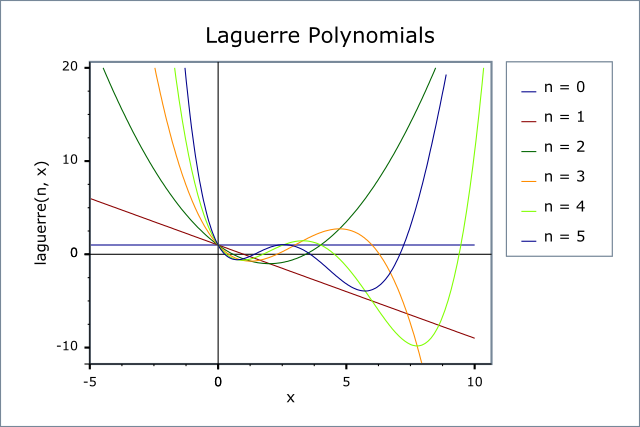 Laguerre Polynomials
20
10
0
-10
laguerre(n, x)
-5
0
5
10
x
n = 0
n = 1
n = 2
n = 3
n = 4
n = 5